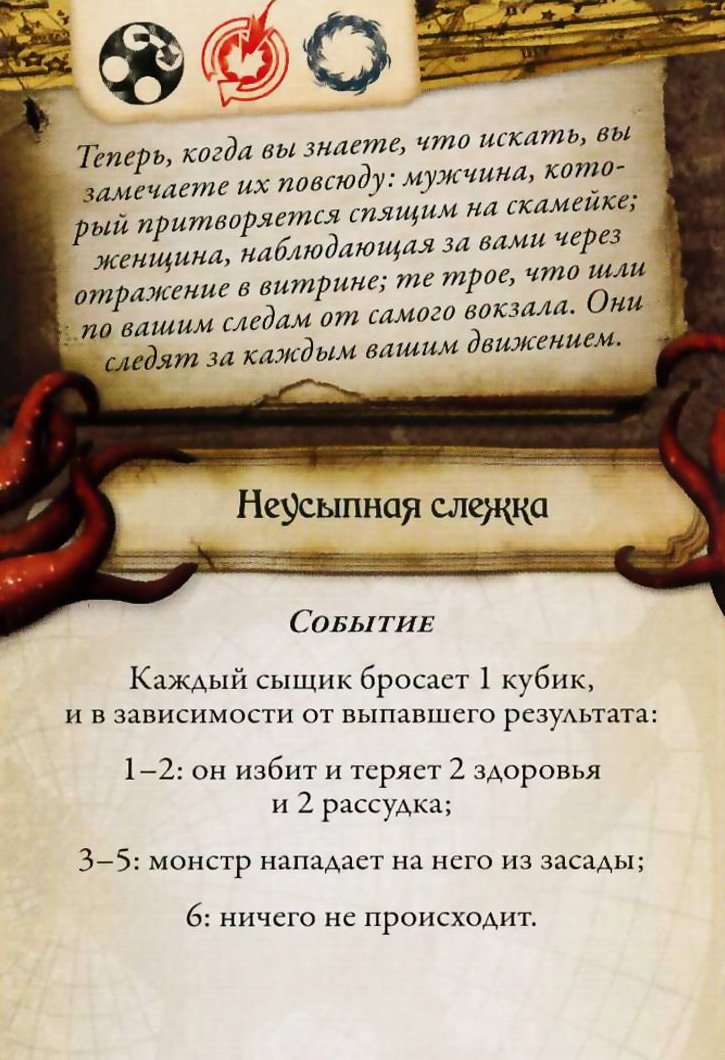 Теперь, когда вы знаете, что искать, вы
замечаете их повсюду: мужчина, кото-
рый притворяется спящим на скамейке;
женщина, наблюдающая за вами через
отражение в витрине; те трое, что шли
по вашим следам от самого вокзала. Они
следят за каждым вашим движением.
Неусыпная слежка
Событие
Каждый сыщик бросает 1 кубик,
и в зависимости от выпавшего результата:
1–2: он избит и теряет 2 здоровья
и 2 рассудка;
3–5: монстр нападает на него из засады;
6: ничего не происходит.